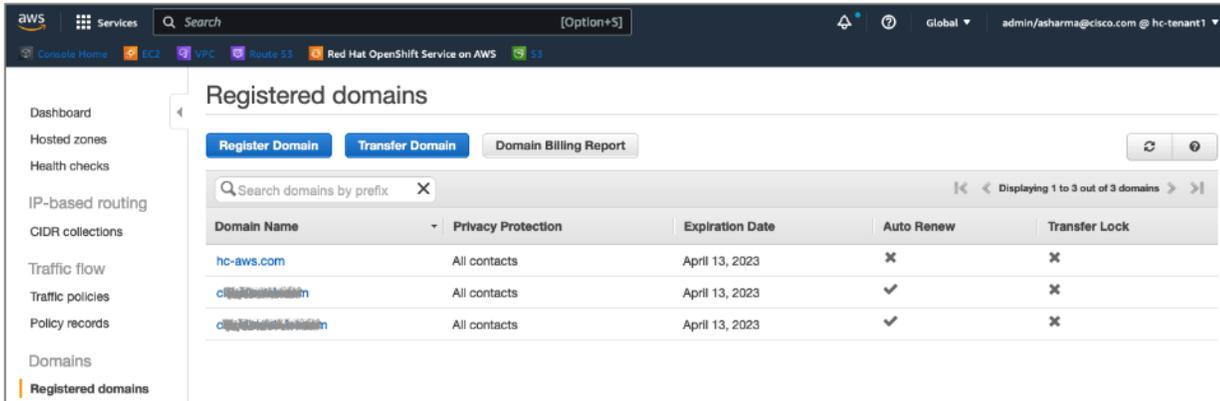 aws Services Search [Option+S] Global admin/asharma@cisco.com @ hc-tenant1
Console Home EC2 VPC Route 53 Red Hat OpenShift Service on AWS S3
Registered domains
Dashboard
Hosted zones
Health checks
IP-based routing
CIDR collections
Traffic flow
Traffic policies
Policy records
Domains
Registered domains
Register Domain Transfer Domain Domain Billing Report
Search domains by prefix Displaying 1 to 3 out of 3 domains
Domain Name Privacy Protection Expiration Date Auto Renew Transfer Lock
hc-aws.com All contacts April 13, 2023
All contacts April 13, 2023
All contacts April 13, 2023